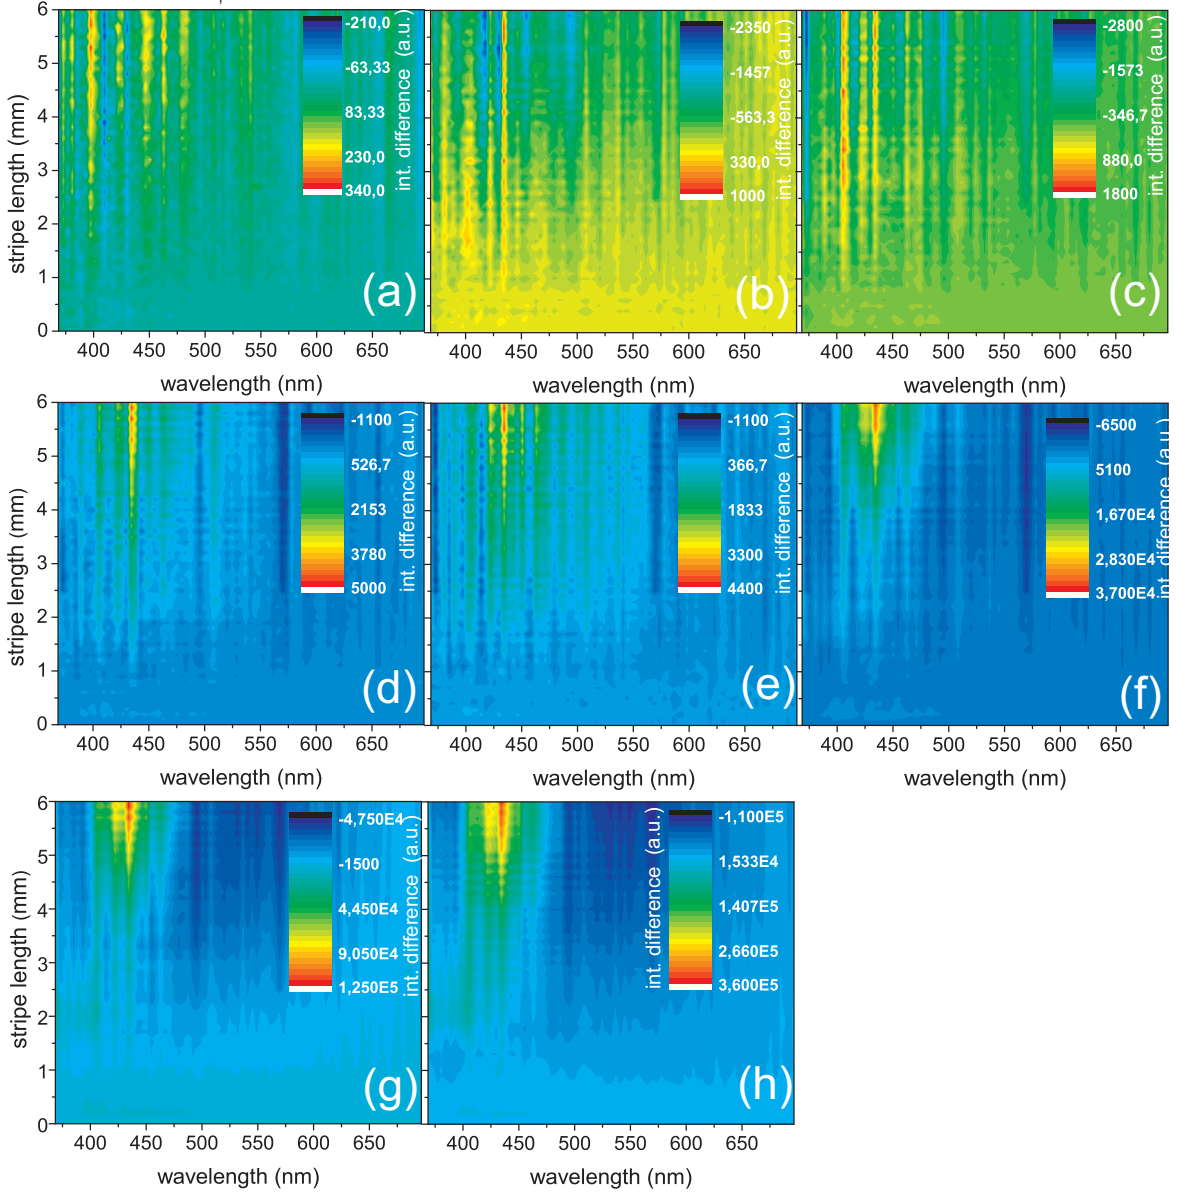 6
5
4
3
2
1
0
stripe length (mm)
-210,0
-63,33
83,33
230,0
340,0
int. difference (a.u.)
(a)
400 450 500 550 600 650
wavelength (nm)
-2350
-1457
-563,3
330,0
1000
int. difference (a.u.)
(b)
400 450 500 550 600 650
wavelength (nm)
-2800
-1573
-346,7
880,0
1800
int. difference (a.u.)
(c)
400 450 500 550 600 650
wavelength (nm)
6
5
4
3
2
1
0
stripe length (mm)
-1100
526,7
2153
3780
5000
int. difference (a.u.)
(d)
400 450 500 550 600 650
wavelength (nm)
-1100
366,7
1833
3300
4400
int. difference (a.u.)
(e)
400 450 500 550 600 650
wavelength (nm)
-6500
5100
1,670E4
2,830E4
3,700E4
int. difference (a.u.)
(f)
400 450 500 550 600 650
wavelength (nm)
6
5
4
3
2
1
0
stripe length (mm)
-4,750E4
-1500
4,450E4
9,050E4
1,250E5
int. difference (a.u.)
(g)
400 450 500 550 600 650
wavelength (nm)
-1,100E5
1,533E4
1,407E5
2,660E5
3,600E5
int. difference (a.u.)
(h)
400 450 500 550 600 650
wavelength (nm)